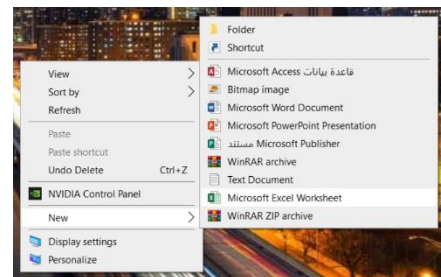 View
Sort by
Refresh
Paste
Paste shortcut
Undo Delete Ctrl+Z
NVIDIA Control Panel
New
Display settings
Personalize
Folder
Shortcut
Microsoft Access قاعدة بيانات
Bitmap image
Microsoft Word Document
Microsoft PowerPoint Presentation
مستند Microsoft Publisher
WinRAR archive
Text Document
Microsoft Excel Worksheet
WinRAR ZIP archive